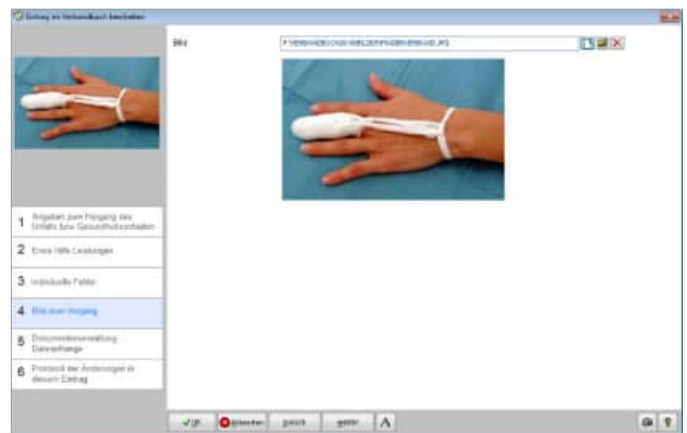 Eintrag im Verbandbuch bearbeiten
Bild
1 Angaben zum Hergang des
Unfalls bzw Gesundheitsschaden
2 Erste Hilfe Leistungen
3 individuelle Felder
4 Bild zum Vorgang
5 Dokumentenverwaltung
Dateianhänge
6 Protokoll der Änderungen in
diesem Eintrag
OK Abbrechen zurück weiter A